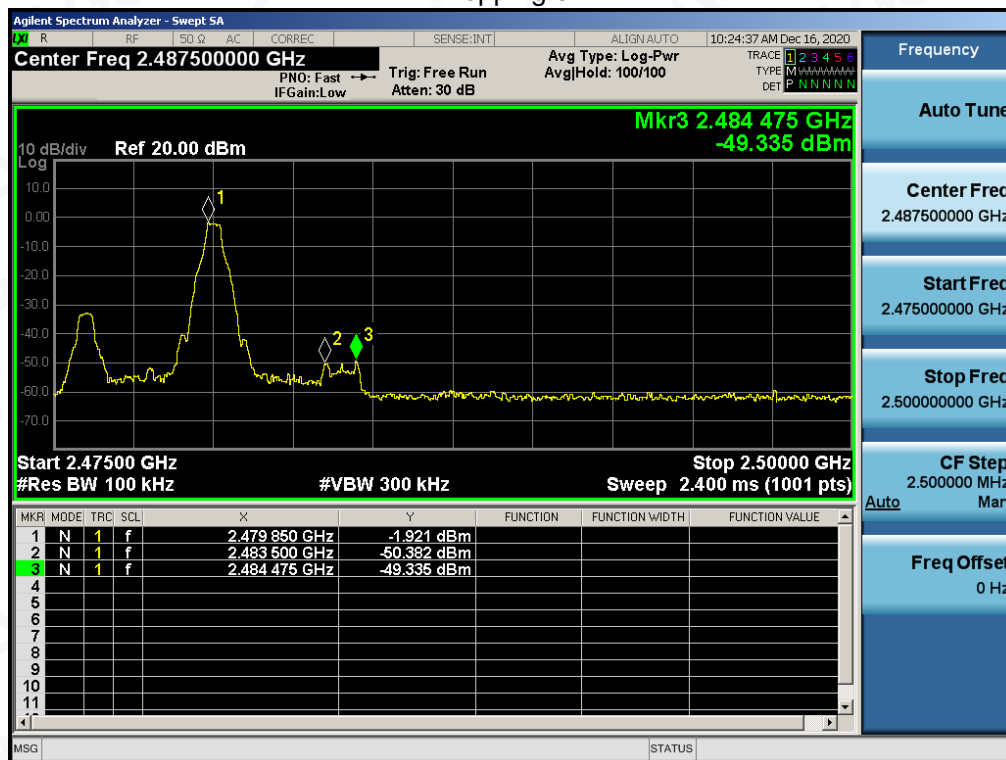 Agilent Spectrum Analyzer - Swept SA
LXI R RF 50 Ω AC CORREC SENSE:INT ALIGN AUTO 10:24:37 AM Dec 16, 2020
Center Freq 2.487500000 GHz
PNO: Fast
IFGain:Low
Trig: Free Run
Atten: 30 dB
Avg Type: Log-Pwr
Avg|Hold: 100/100
TRACE 1 2 3 4 5 6
TYPE M
DET P N N N N N
Mkr3 2.484 475 GHz
-49.335 dBm
10 dB/div Ref 20.00 dBm
Log
10.0
0.00
-10.0
-20.0
-30.0
-40.0
-50.0
-60.0
-70.0
1
2
3
Start 2.47500 GHz Stop 2.50000 GHz
#Res BW 100 kHz #VBW 300 kHz Sweep 2.400 ms (1001 pts)
MKR MODE TRC SCL X Y FUNCTION FUNCTION WIDTH FUNCTION VALUE
1 N 1 f 2.479 850 GHz -1.921 dBm
2 N 1 f 2.483 500 GHz -50.382 dBm
3 N 1 f 2.484 475 GHz -49.335 dBm
4
5
6
7
8
9
10
11
MSG STATUS
Frequency
Auto Tune
Center Freq
2.487500000 GHz
Start Freq
2.475000000 GHz
Stop Freq
2.500000000 GHz
CF Step
2.500000 MHz
Auto Man
Freq Offset
0 Hz